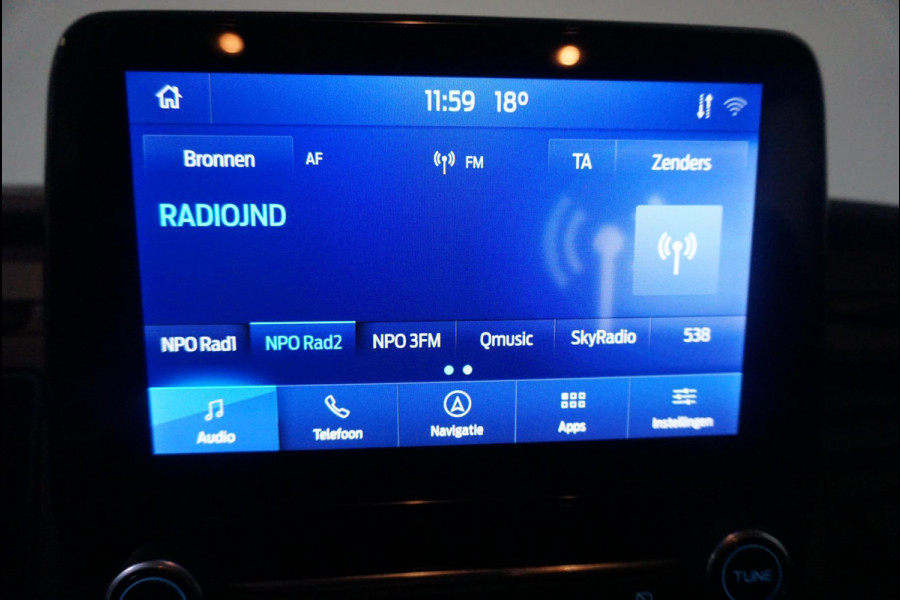 11:59 18°
Bronnen AF FM TA Zenders
RADIOJND
NPO Rad1 NPO Rad2 NPO 3FM Qmusic SkyRadio 538
Audio Telefoon Navigatie Apps Instellingen
TUNE